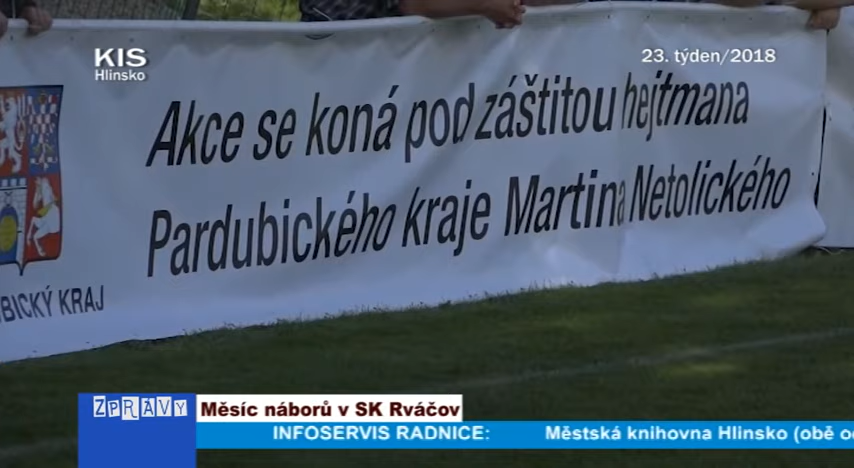 KIS
Hlinsko
23. týden/2018
Akce se koná pod záštitou hejtmana
Pardubického kraje Martina Netolického
BICKÝ KRAJ
ZPRÁVY
Měsíc náborů v SK Rváčov
INFOSERVIS RADNICE: Městská knihovna Hlinsko (obě